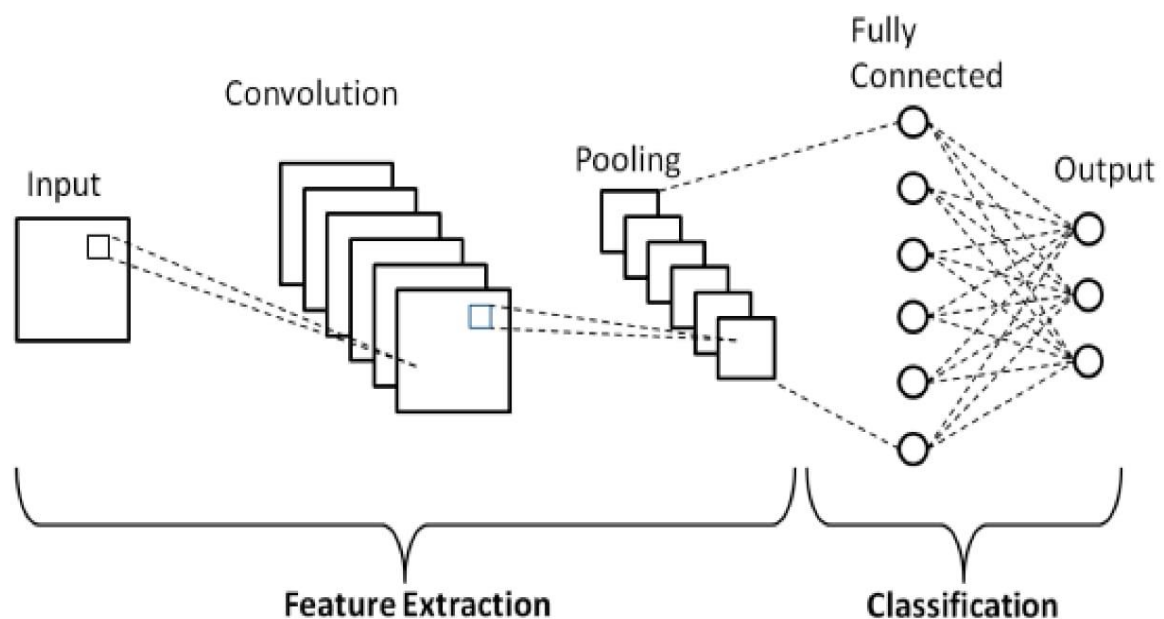 Fully
Connected
Convolution
Pooling
Input
Output
Feature Extraction
Classification